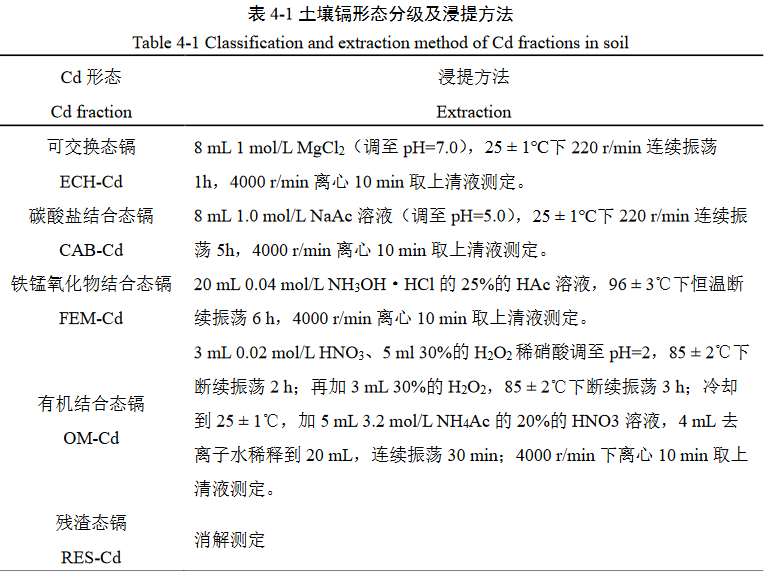 表 4-1 土壤镉形态分级及浸提方法
Table 4-1 Classification and extraction method of Cd fractions in soil
Cd 形态
Cd fraction
浸提方法
Extraction
可交换态镉
ECH-Cd
8 mL 1 mol/L MgCl₂（调至 pH=7.0），25 ± 1℃下 220 r/min 连续振荡
1h，4000 r/min 离心 10 min 取上清液测定。
碳酸盐结合态镉
CAB-Cd
8 mL 1.0 mol/L NaAc 溶液（调至 pH=5.0），25 ± 1℃下 220 r/min 连续振
荡 5h，4000 r/min 离心 10 min 取上清液测定。
铁锰氧化物结合态镉
FEM-Cd
20 mL 0.04 mol/L NH₃OH·HCl 的 25%的 HAc 溶液，96 ± 3℃下恒温断
续振荡 6 h，4000 r/min 离心 10 min 取上清液测定。
有机结合态镉
OM-Cd
3 mL 0.02 mol/L HNO₃、5 ml 30%的 H₂O₂ 稀硝酸调至 pH=2，85 ± 2℃下
断续振荡 2 h；再加 3 mL 30%的 H₂O₂，85 ± 2℃下断续振荡 3 h；冷却
到 25 ± 1℃，加 5 mL 3.2 mol/L NH₄Ac 的 20%的 HNO3 溶液，4 mL 去
离子水稀释到 20 mL，连续振荡 30 min；4000 r/min 下离心 10 min 取上
清液测定。
残渣态镉
RES-Cd
消解测定